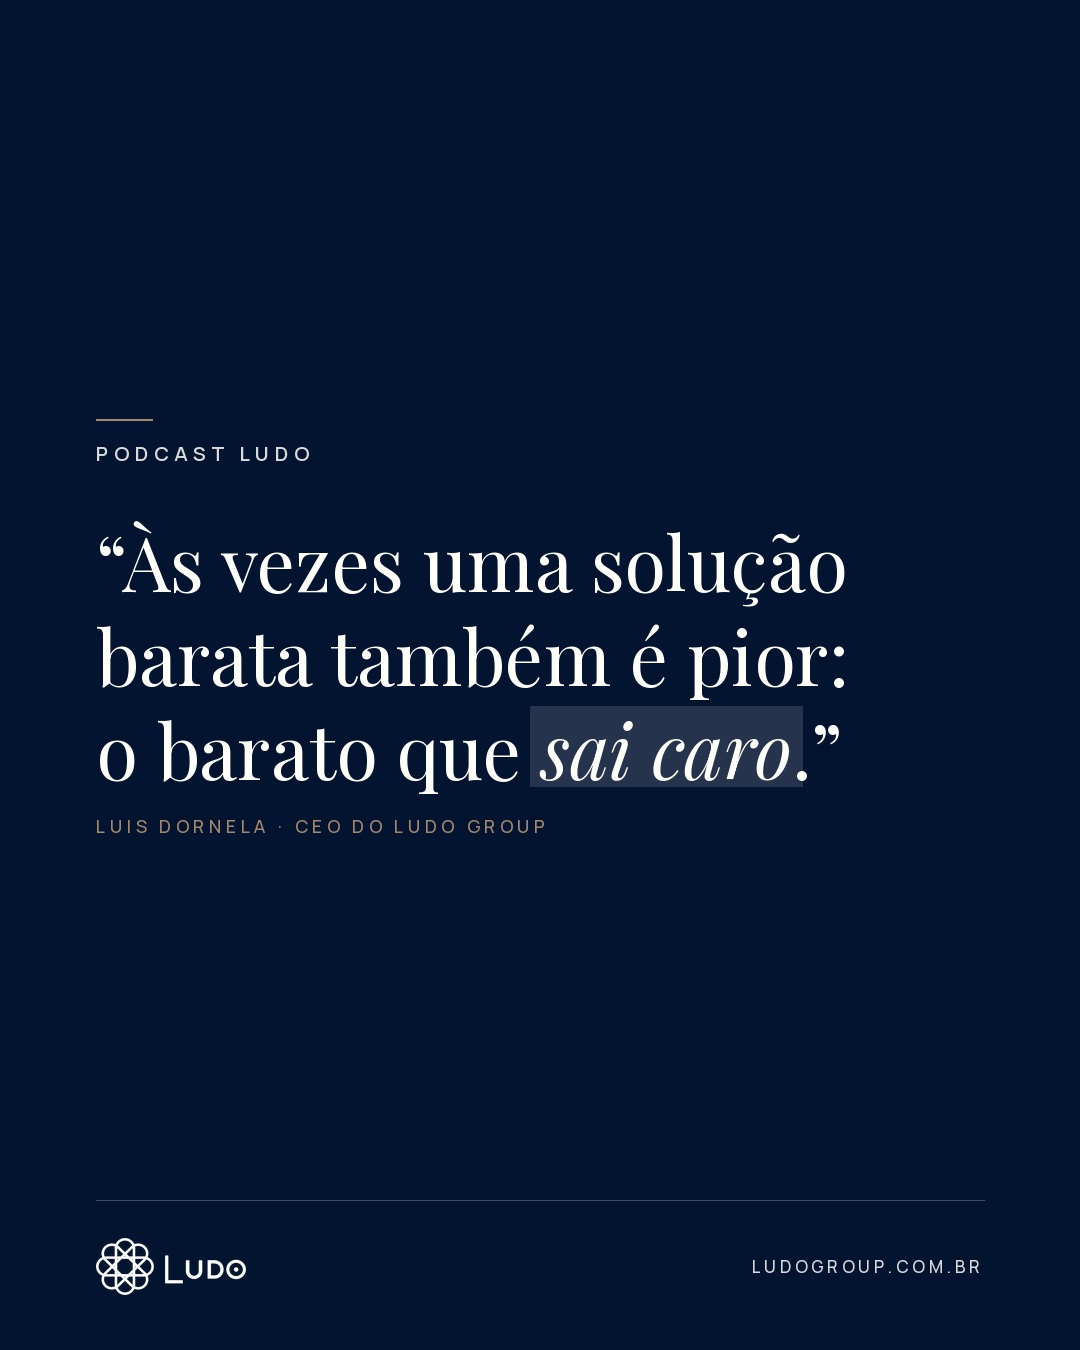 PODCAST LUDO
“Às vezes uma solução
barata também é pior:
o barato que sai caro.”
LUIS DORNELA · CEO DO LUDO GROUP
LUDO
LUDOGROUP.COM.BR